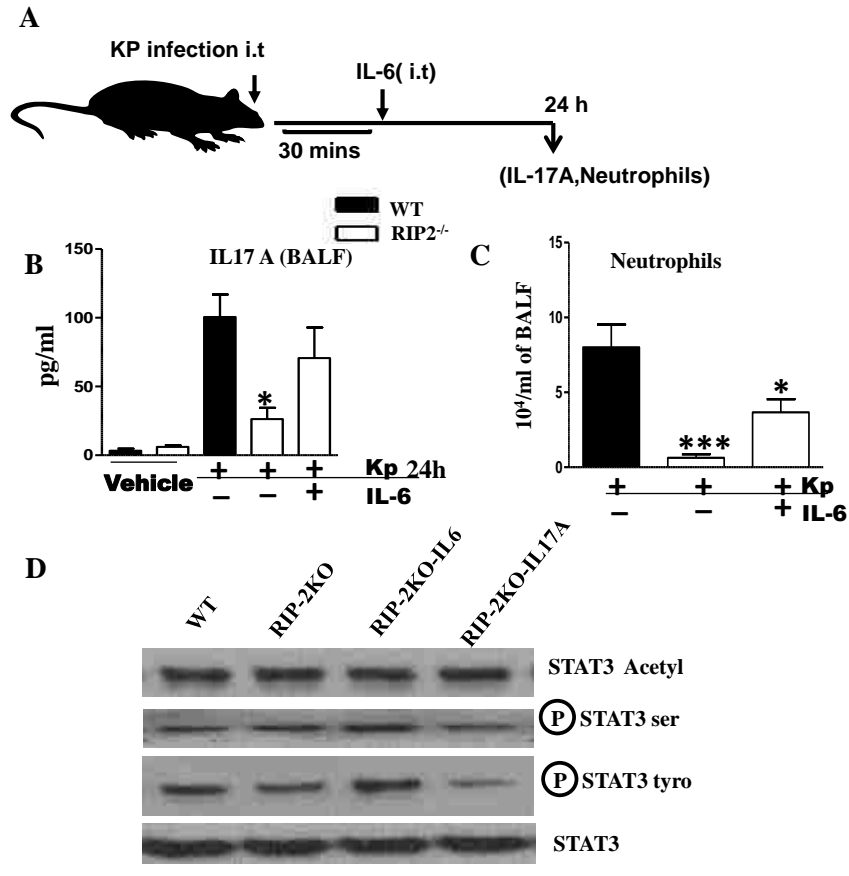 A
KP infection i.t
IL-6( i.t)
24 h
30 mins
(IL-17A,Neutrophils)
WT
RIP2-/-
B
IL17 A (BALF)
150
100
50
0
pg/ml
Vehicle
+ + + Kp 24h
– – + IL-6
C
Neutrophils
15
10
5
0
10⁴/ml of BALF
*
*** 
*
+ + + Kp
– – + IL-6
D
WT
RIP-2KO
RIP-2KO-IL6
RIP-2KO-IL17A
STAT3 Acetyl
P STAT3 ser
P STAT3 tyro
STAT3